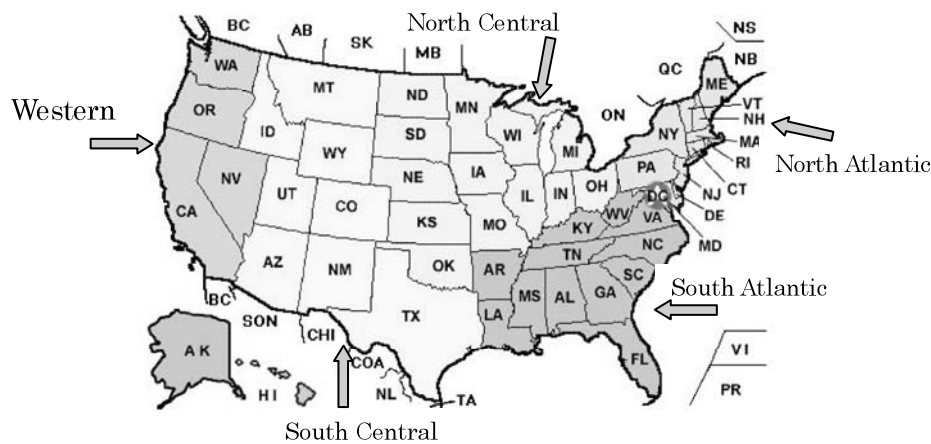 North Central
BC
AB
SK
MB
NS
NB
QC
ON
WA
MT
ND
MN
ME
VT
NH
Western
OR
ID
SD
WI
MI
NY
MA
RI
North Atlantic
WY
NE
IA
PA
CT
NJ
NV
UT
CO
IL
IN
OH
DC
DE
CA
KS
MO
WV
VA
MD
KY
NC
TN
AZ
NM
OK
AR
SC
South Atlantic
MS
AL
GA
BC
SON
CHI
TX
LA
AK
COA
FL
VI
HI
NL
TA
PR
South Central